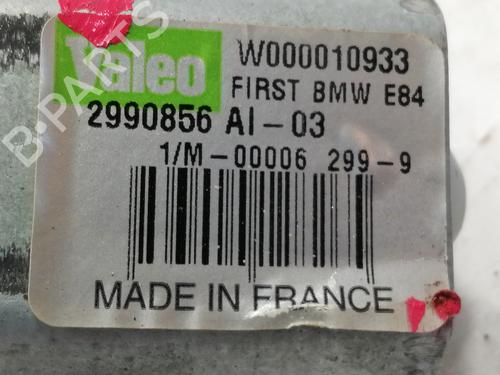 Valeo
W000010933
FIRST BMW E84
2990856 AI-03
1/M-00006 299-9
MADE IN FRANCE
B-PARTS